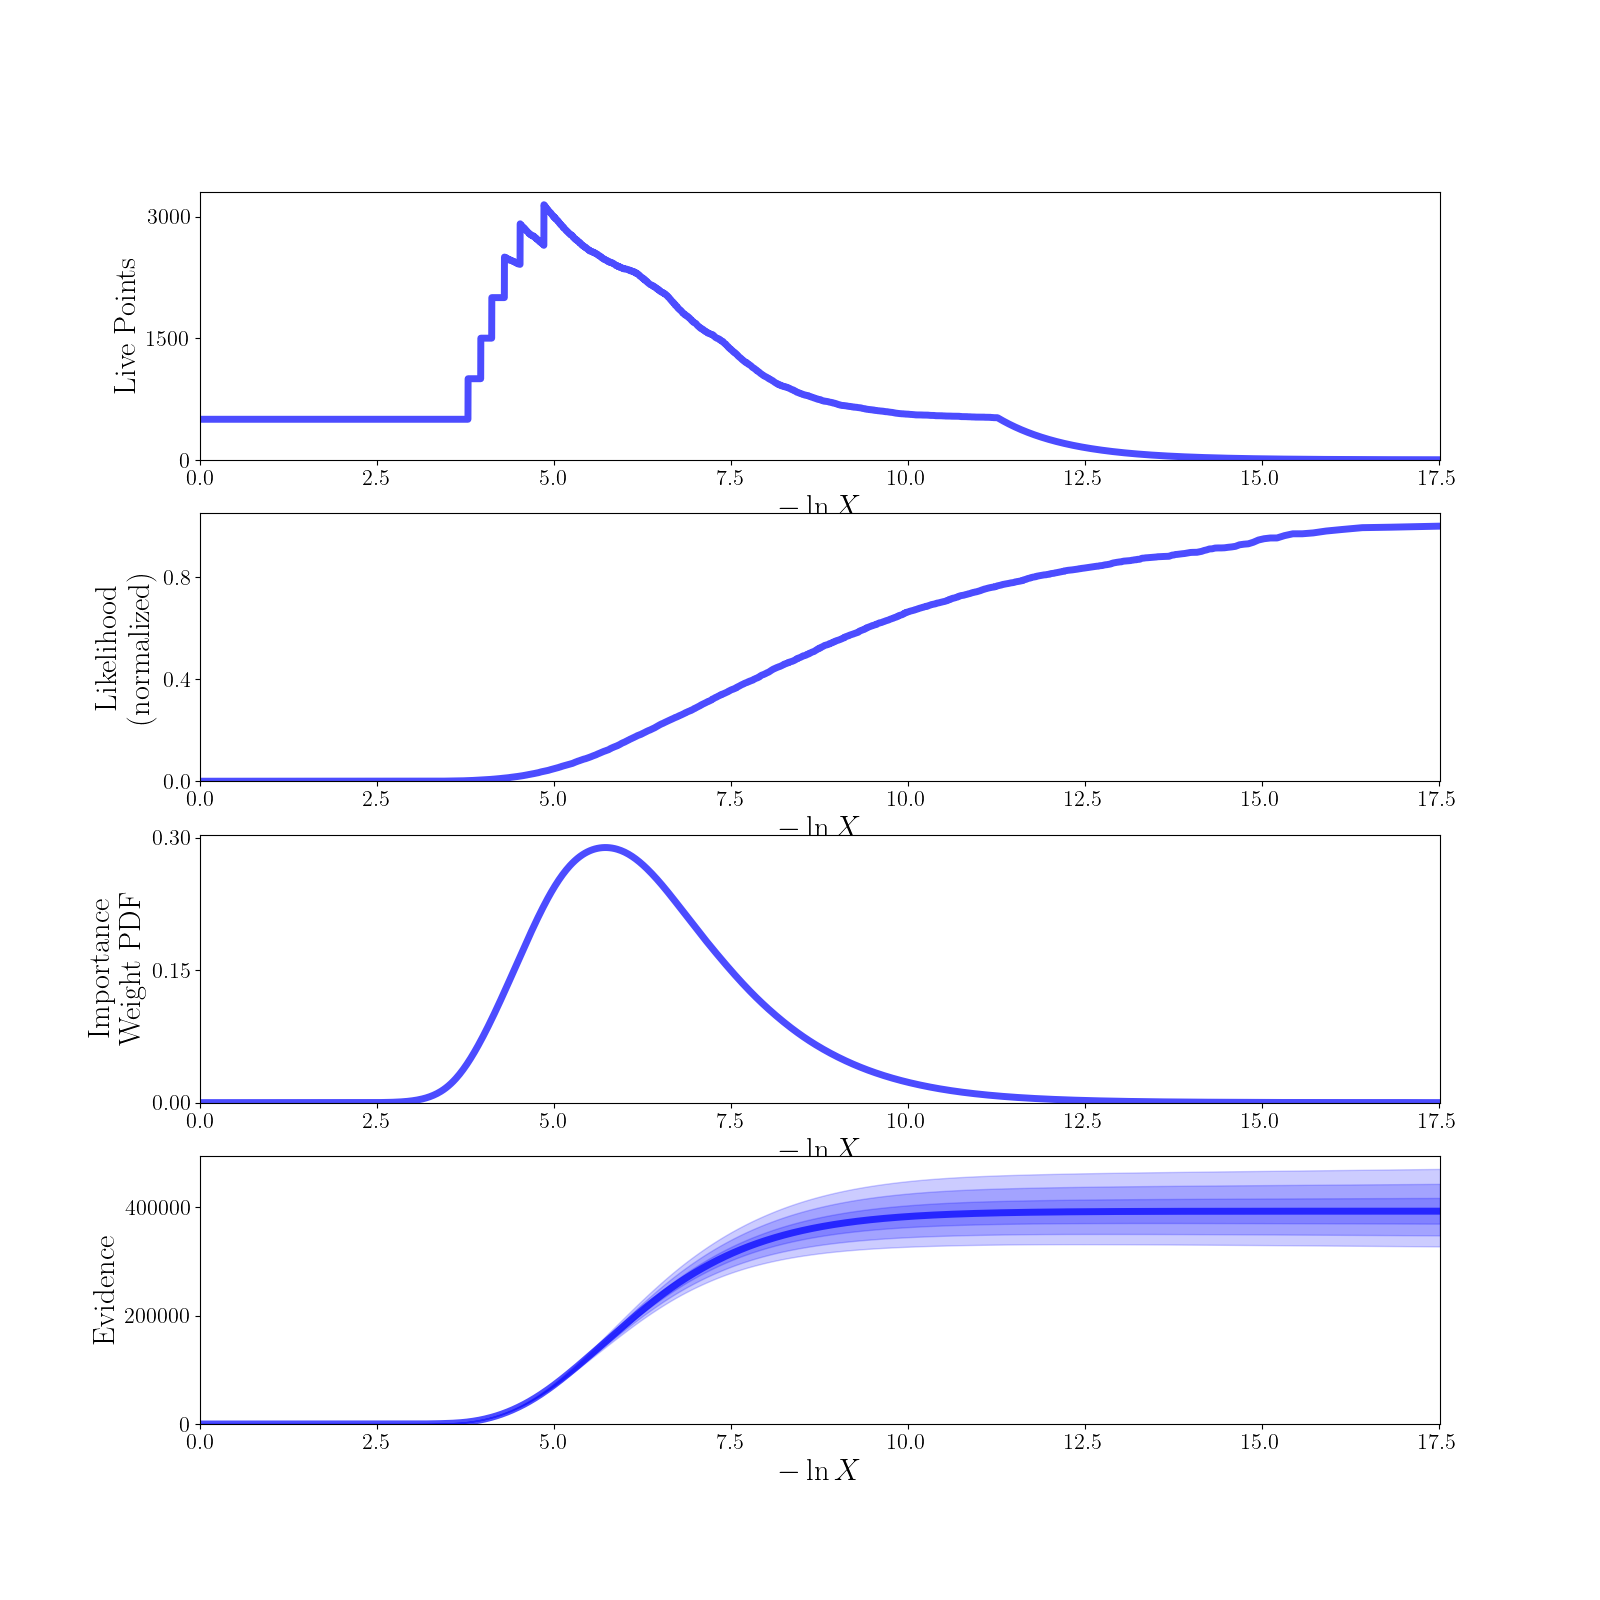 Live Points
3000
1500
0
0.0 2.5 5.0 7.5 10.0 12.5 15.0 17.5
− ln X
Likelihood
(normalized)
0.8
0.4
0.0
0.0 2.5 5.0 7.5 10.0 12.5 15.0 17.5
− ln X
Importance
Weight PDF
0.30
0.15
0.00
0.0 2.5 5.0 7.5 10.0 12.5 15.0 17.5
− ln X
Evidence
400000
200000
0
0.0 2.5 5.0 7.5 10.0 12.5 15.0 17.5
− ln X